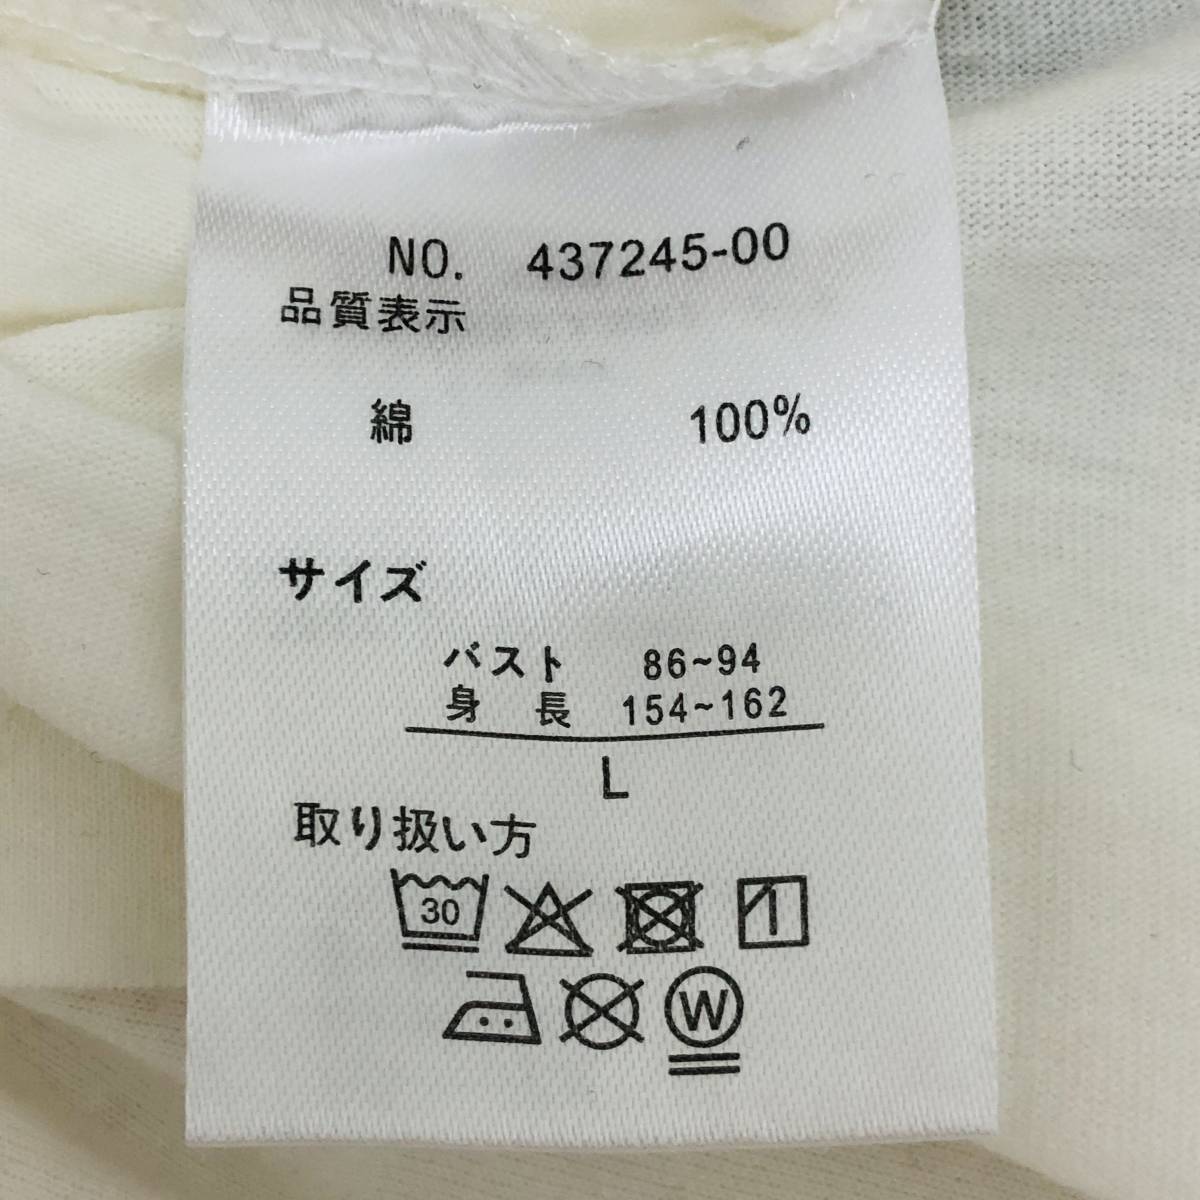 NO. 437245-00
品質表示
綿 100%
サイズ
バスト 86~94
身長 154~162
L
取り扱い方
30
W